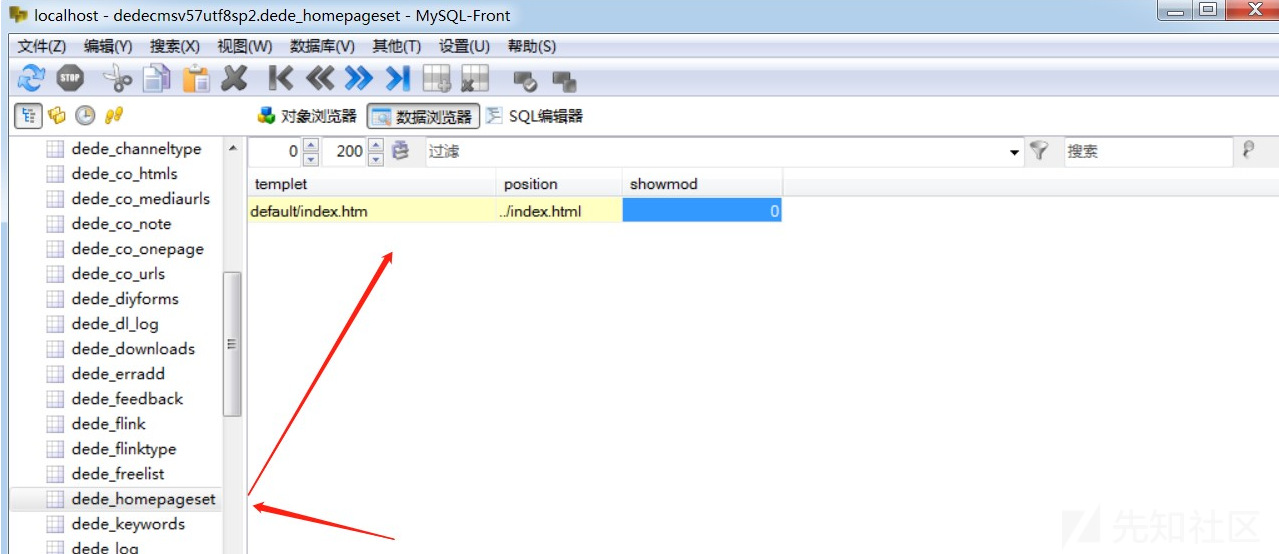 localhost - dedecmsv57utf8sp2.dede_homepageset - MySQL-Front
文件(Z) 编辑(Y) 搜索(X) 视图(W) 数据库(V) 其他(T) 设置(U) 帮助(S)
STOP
对象浏览器 数据浏览器 SQL编辑器
0 200 过滤 搜索
templet position showmod
default/index.htm ../index.html 0
dede_channeltype
dede_co_htmls
dede_co_mediaurls
dede_co_note
dede_co_onepage
dede_co_urls
dede_diyforms
dede_dl_log
dede_downloads
dede_erradd
dede_feedback
dede_flink
dede_flinktype
dede_freelist
dede_homepageset
dede_keywords
dede_log
先知社区